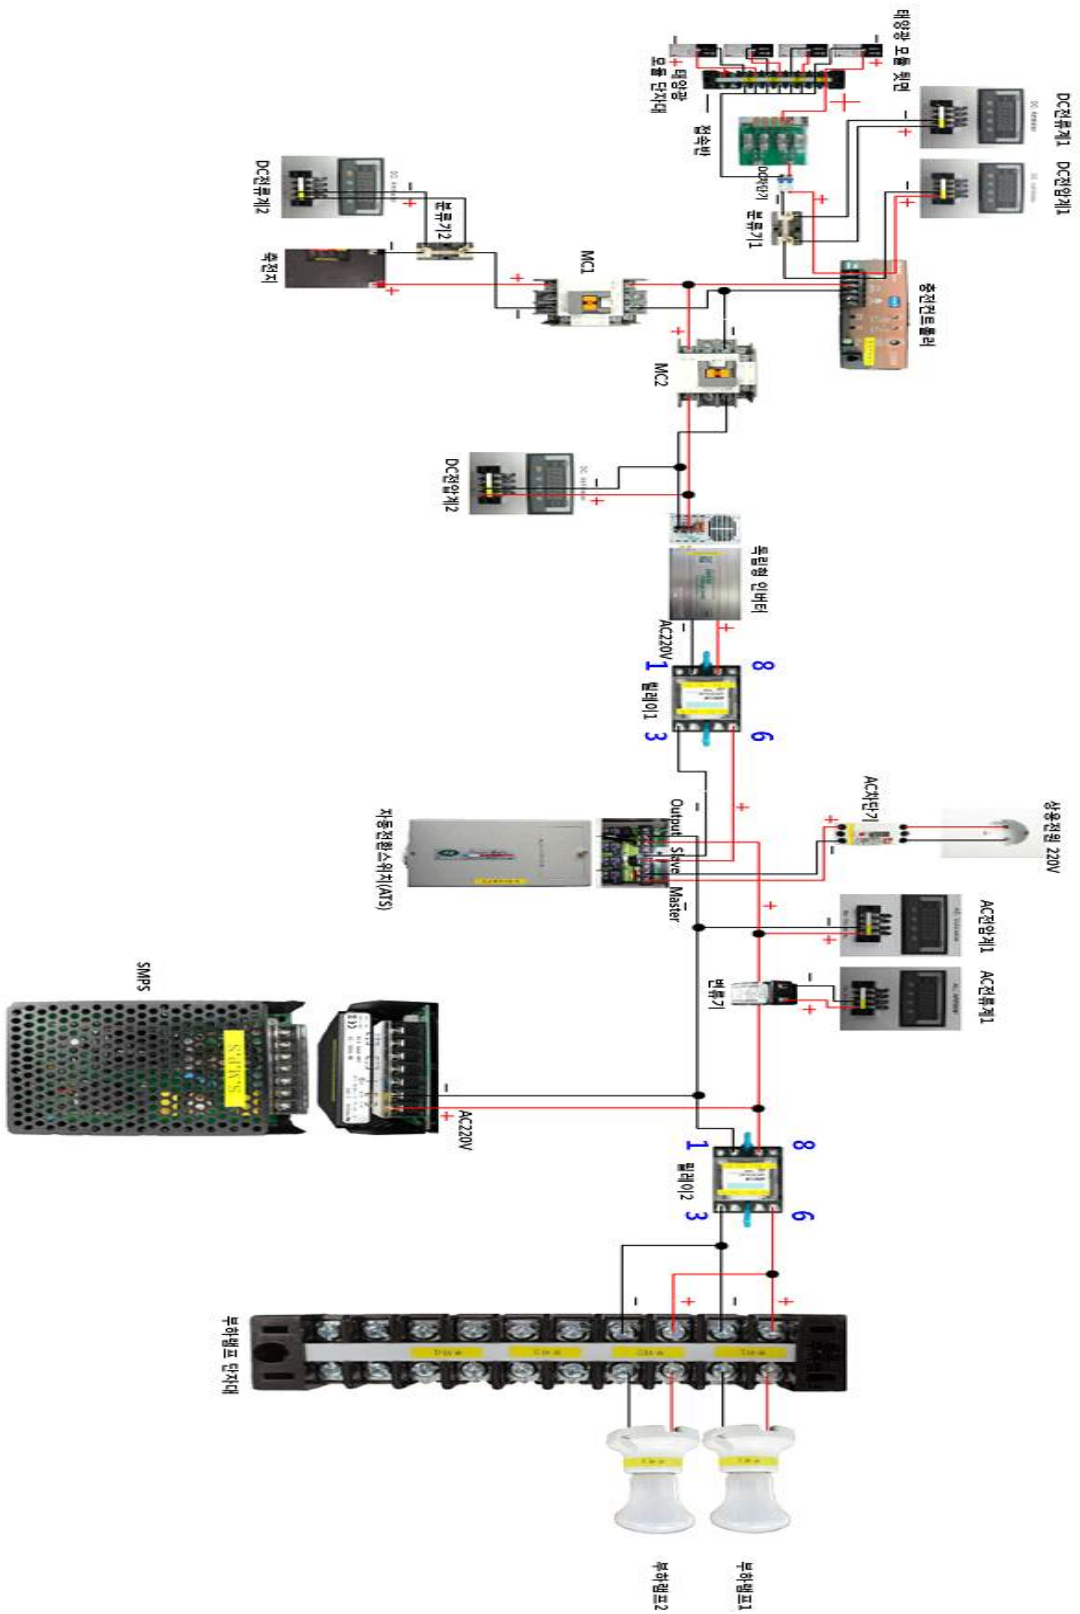 태양광 모듈 뒷면
태양광
모듈 단자대
접속반
DC차단기
분류기1
DC전류계1
DC전압계1
충전컨트롤러
DC전류계2
분류기2
축전지
MC1
MC2
DC전압계2
독립형 인버터
AC220V
8
1
릴레이1
6
3
상용전원 220V
AC차단기
Output
Slave
Master
자동전환스위치(ATS)
AC전압계1
AC전류계1
변류기
SMPS
S.M.P.S
AC220V
8
1
릴레이2
6
3
부하램프 단자대
부하램프1
부하램프2